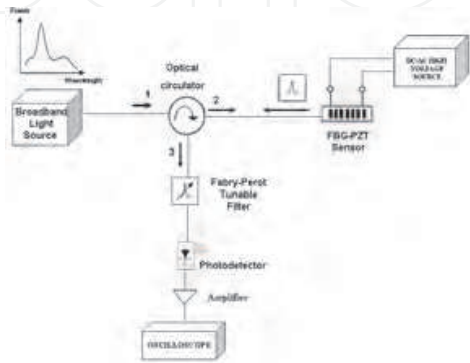 Power
Wavelength
Broadband
Light
Source
1
Optical
circulator
2
3
DC/AC HIGH
VOLTAGE
SOURCE
FBG-PZT
Sensor
Fabry-Perot
Tunable
Filter
Photodetector
Amplifier
OSCILLOSCOPE